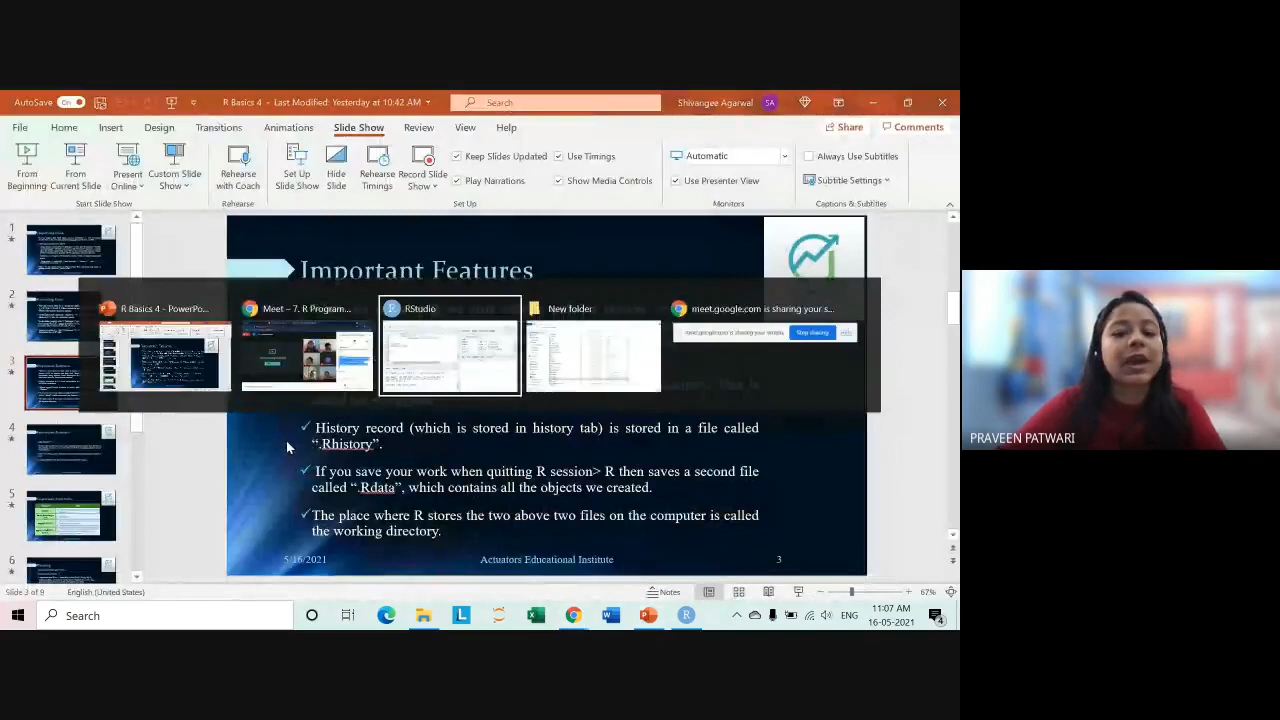 AutoSave On R Basics 4 - Last Modified: Yesterday at 10:42 AM Search Shivangee Agarwal SA
File Home Insert Design Transitions Animations Slide Show Review View Help Share Comments
From Beginning
From Current Slide
Present Online
Custom Slide Show
Rehearse with Coach
Set Up Slide Show
Hide Slide
Rehearse Timings
Record Slide Show
Keep Slides Updated Use Timings
Play Narrations Show Media Controls
Automatic
Use Presenter View
Always Use Subtitles
Subtitle Settings
Start Slide Show Rehearse Set Up Monitors Captions & Subtitles
1
2
3
4
5
6
Important Features
R Basics 4 - PowerPo... Meet – 7. R Program... RStudio New folder meet.google.com is sharing your s...
Stop sharing
History record (which is stored in history tab) is stored in a file called
“.Rhistory”.
If you save your work when quitting R session> R then saves a second file
called “.Rdata”, which contains all the objects we created.
The place where R stores the two above two files on the computer is called
the working directory.
5/16/2021 Actuators Educational Institute 3
PRAVEEN PATWARI
Slide 3 of 9 English (United States) Notes 67%
Search ENG 11:07 AM
16-05-2021
4